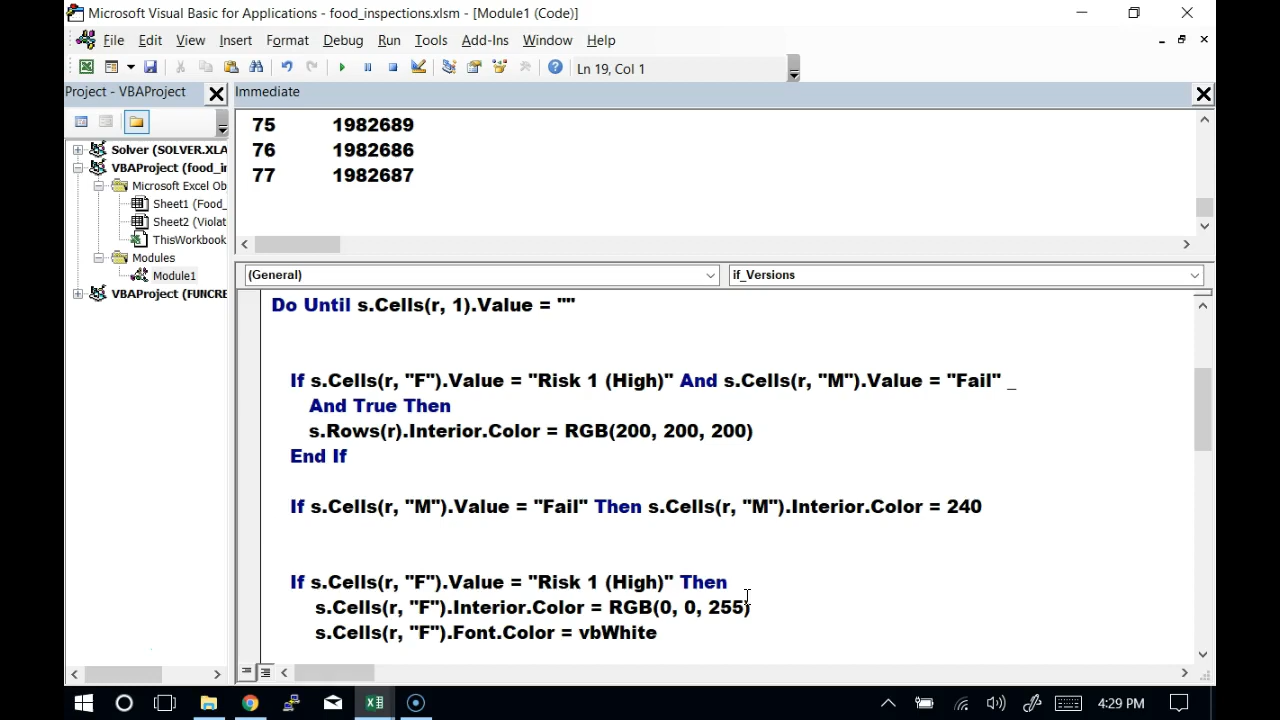 Microsoft Visual Basic for Applications - food_inspections.xlsm - [Module1 (Code)]
File Edit View Insert Format Debug Run Tools Add-Ins Window Help
Ln 19, Col 1
Project - VBAProject
Immediate
Solver (SOLVER.XLA
VBAProject (food_ir
Microsoft Excel Ob
Sheet1 (Food_
Sheet2 (Violat
ThisWorkbook
Modules
Module1
VBAProject (FUNCRE
75 1982689
76 1982686
77 1982687
(General) if_Versions
Do Until s.Cells(r, 1).Value = ""
If s.Cells(r, "F").Value = "Risk 1 (High)" And s.Cells(r, "M").Value = "Fail" _
And True Then
s.Rows(r).Interior.Color = RGB(200, 200, 200)
End If
If s.Cells(r, "M").Value = "Fail" Then s.Cells(r, "M").Interior.Color = 240
If s.Cells(r, "F").Value = "Risk 1 (High)" Then
s.Cells(r, "F").Interior.Color = RGB(0, 0, 255)
s.Cells(r, "F").Font.Color = vbWhite
4:29 PM